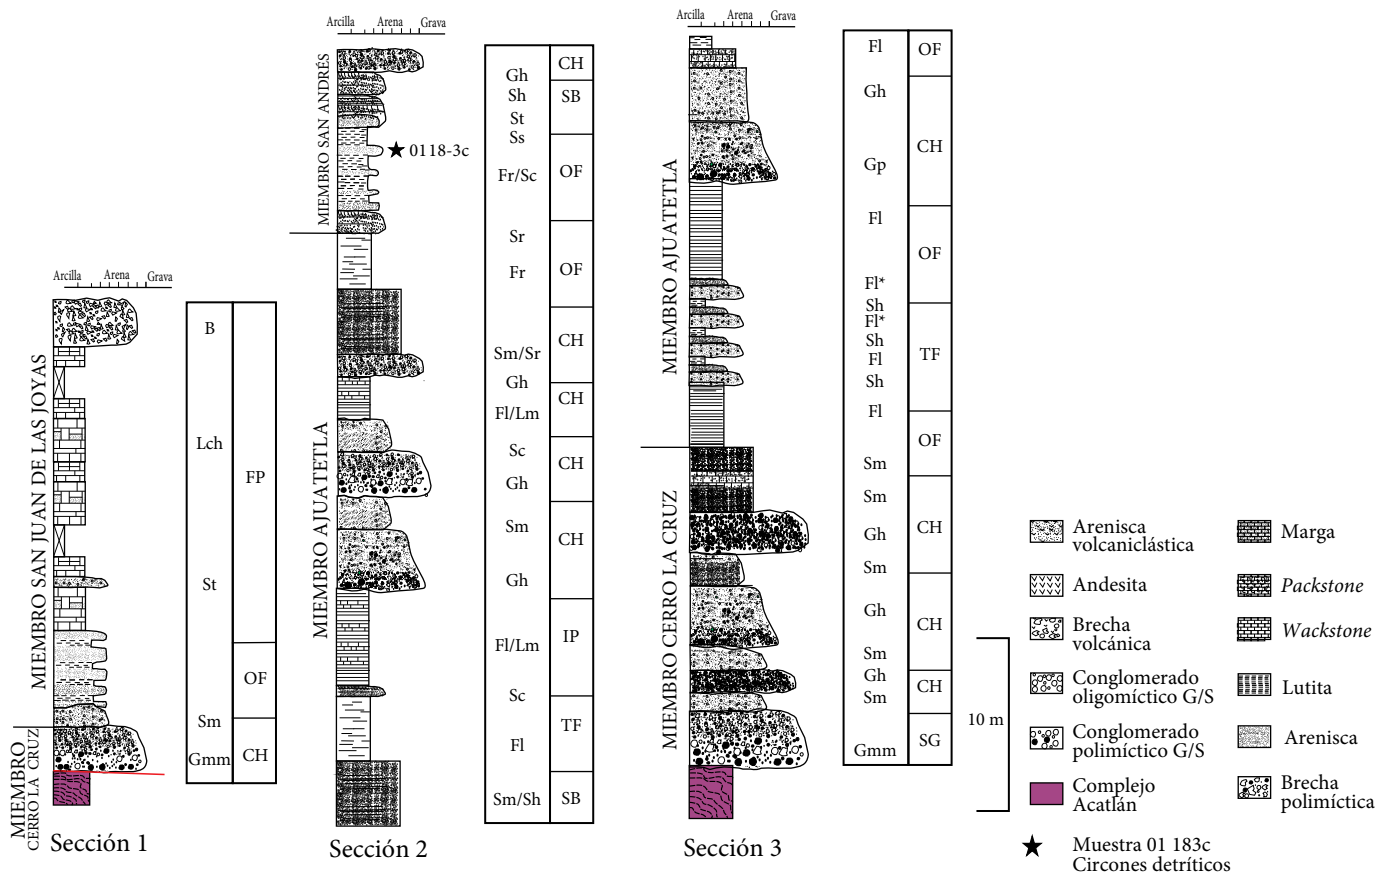 Arcilla Arena Grava
MIEMBRO SAN JUAN DE LAS JOYAS
MIEMBRO
CERRO LA CRUZ
B
Lch
St
Sm
Gmm
FP
OF
CH
Sección 1
Arcilla Arena Grava
MIEMBRO SAN ANDRÉS
MIEMBRO AJUATETLA
0118-3c
Gh
Sh
St
Ss
Fr/Sc
Sr
Fr
Sm/Sr
Gh
Fl/Lm
Sc
Gh
Sm
Gh
Fl/Lm
Sc
Fl
Sm/Sh
CH
SB
OF
OF
CH
CH
CH
CH
IP
TF
SB
Sección 2
Arcilla Arena Grava
MIEMBRO AJUATETLA
MIEMBRO CERRO LA CRUZ
Fl
Gh
Gp
Fl
Fl*
Sh
Fl*
Sh
Fl
Sh
Fl
Sm
Sm
Gh
Sm
Gh
Sm
Gh
Sm
Gmm
OF
CH
OF
TF
OF
CH
CH
CH
SG
Sección 3
10 m
Arenisca
volcaniclástica
Andesita
Brecha
volcánica
Conglomerado
oligomíctico G/S
Conglomerado
polimíctico G/S
Complejo
Acatlán
Muestra 01 183c
Circones detríticos
Marga
Packstone
Wackstone
Lutita
Arenisca
Brecha
polimíctica